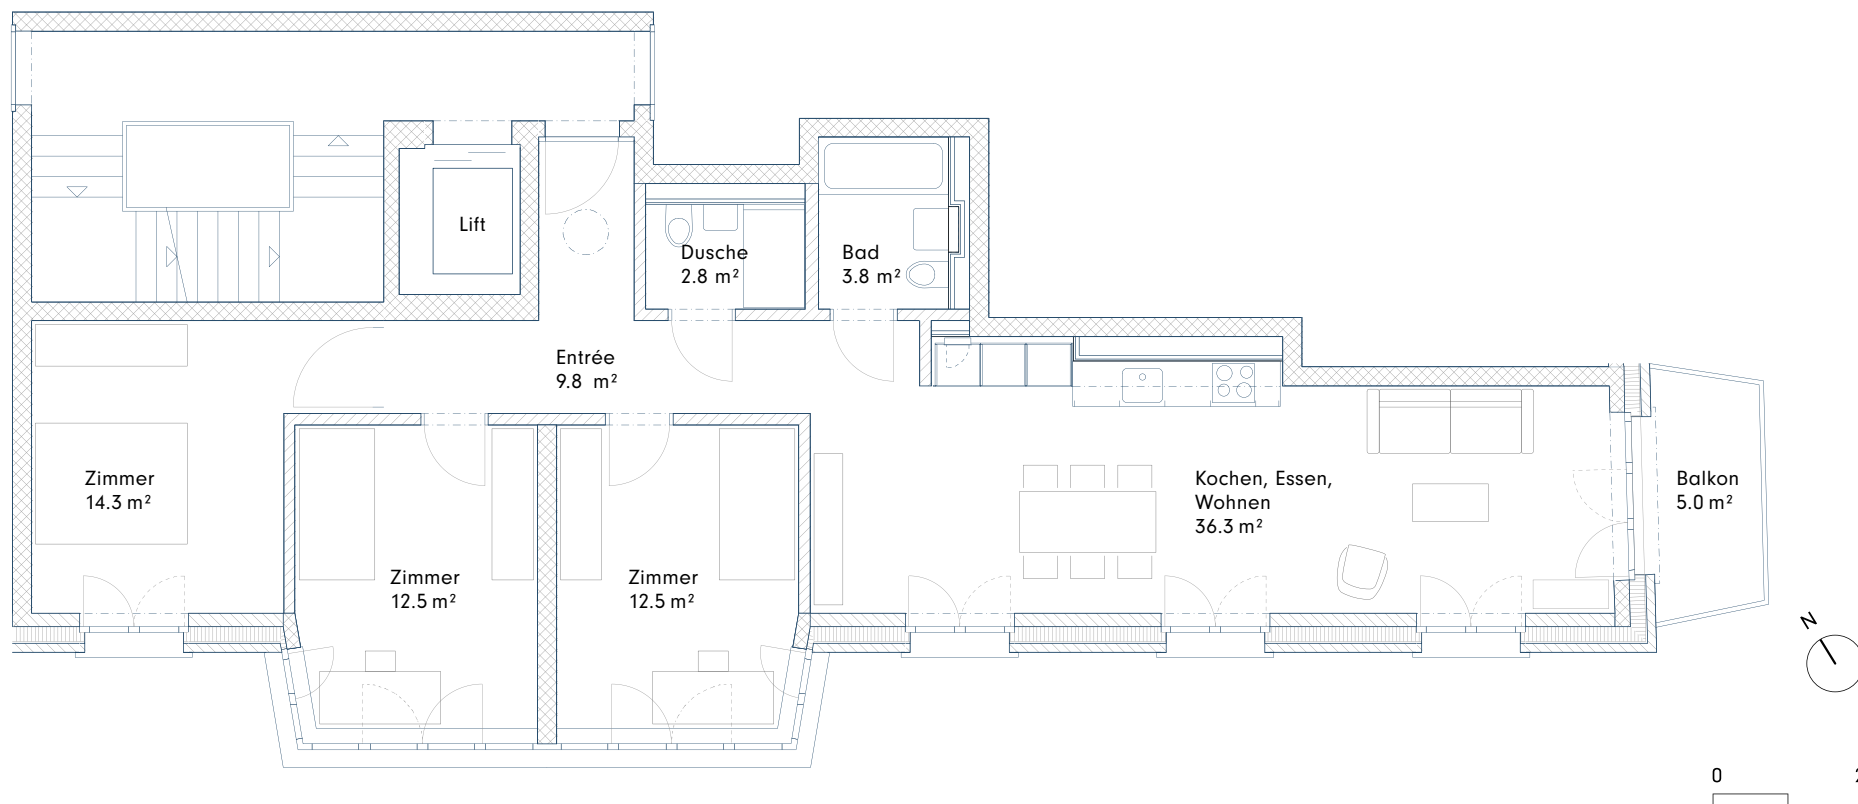 Lift
Dusche
2.8 m²
Bad
3.8 m²
Entrée
9.8 m²
Zimmer
14.3 m²
Kochen, Essen,
Wohnen
36.3 m²
Balkon
5.0 m²
Zimmer
12.5 m²
Zimmer
12.5 m²
N
0